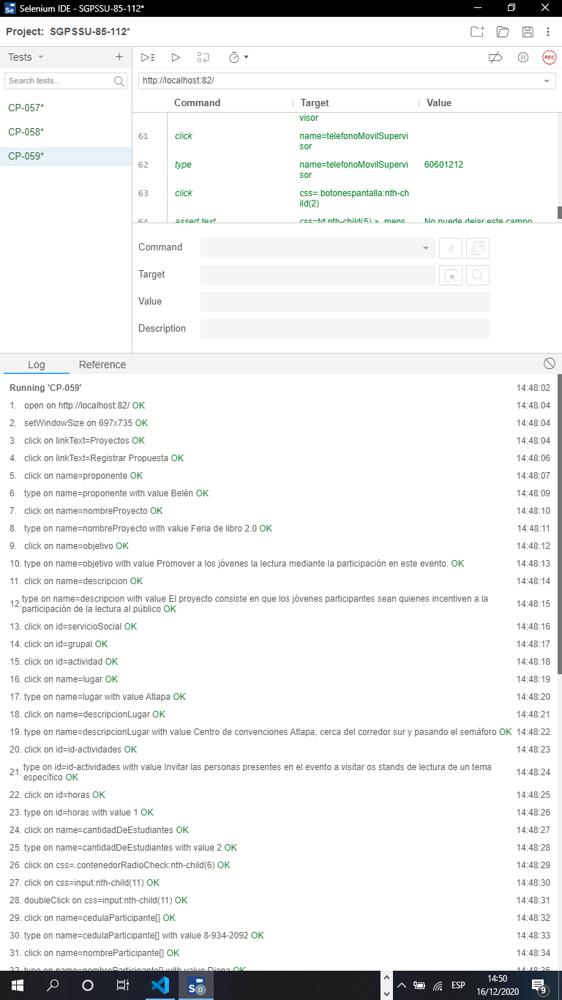 Selenium IDE - SGPSSU-85-112*
Project: SGPSSU-85-112*
Tests
Search tests...
CP-057*
CP-058*
CP-059*
REC
http://localhost:82/
Command Target Value
visor
61 click name=telefonoMovilSupervi
sor
62 type name=telefonoMovilSupervi 60601212
sor
63 click css=.botonespantalla:nth-ch
ild(2)
64 assert text css=td:nth-child(5) > .mens No puede dejar este campo
Command //
Target
Value
Description
Log Reference
Running 'CP-059' 14:48:02
1. open on http://localhost:82/ OK 14:48:04
2. setWindowSize on 697x735 OK 14:48:04
3. click on linkText=Proyectos OK 14:48:04
4. click on linkText=Registrar Propuesta OK 14:48:06
5. click on name=proponente OK 14:48:07
6. type on name=proponente with value Belén OK 14:48:09
7. click on name=nombreProyecto OK 14:48:10
8. type on name=nombreProyecto with value Feria de libro 2.0 OK 14:48:11
9. click on name=objetivo OK 14:48:12
10. type on name=objetivo with value Promover a los jóvenes la lectura mediante la participación en este evento. OK 14:48:13
11. click on name=descripcion OK 14:48:14
12. type on name=descripcion with value El proyecto consiste en que los jóvenes participantes sean quienes incentiven a la 14:48:15
participación de la lectura al público OK
13. click on id=servicioSocial OK 14:48:16
14. click on id=grupal OK 14:48:17
15. click on id=actividad OK 14:48:18
16. click on name=lugar OK 14:48:19
17. type on name=lugar with value Atlapa OK 14:48:20
18. click on name=descripcionLugar OK 14:48:21
19. type on name=descripcionLugar with value Centro de convenciones Atlapa, cerca del corredor sur y pasando el semáforo OK 14:48:22
20. click on id=id-actividades OK 14:48:23
21. type on id=id-actividades with value Invitar las personas presentes en el evento a visitar os stands de lectura de un tema 14:48:24
específico OK
22. click on id=horas OK 14:48:25
23. type on id=horas with value 1 OK 14:48:26
24. click on name=cantidadDeEstudiantes OK 14:48:27
25. type on name=cantidadDeEstudiantes with value 2 OK 14:48:28
26. click on css=.contenedorRadioCheck:nth-child(6) OK 14:48:29
27. click on css=input:nth-child(11) OK 14:48:30
28. doubleClick on css=input:nth-child(11) OK 14:48:31
29. click on name=cedulaParticipante[] OK 14:48:32
30. type on name=cedulaParticipante[] with value 8-934-2092 OK 14:48:33
31. click on name=nombreParticipante[] OK 14:48:34
32. type on name=nombreParticipante[] with value Diana OK 14:48:35
ESP 14:50
16/12/2020 9